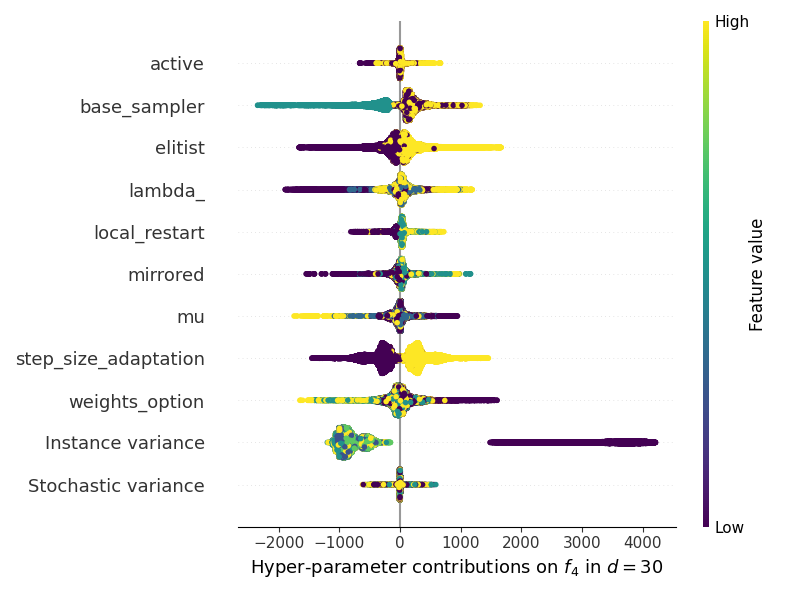 High
active
base_sampler
elitist
lambda_
local_restart
mirrored
mu
step_size_adaptation
weights_option
Instance variance
Stochastic variance
Feature value
Low
−2000 −1000 0 1000 2000 3000 4000
Hyper-parameter contributions on f₄ in d = 30